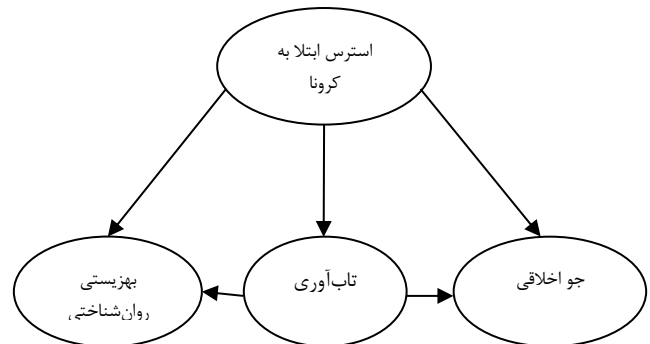 استرس ابتلا به
کرونا
جو اخلاقی
تاب‌آوری
بهزیستی
روان‌شناختی